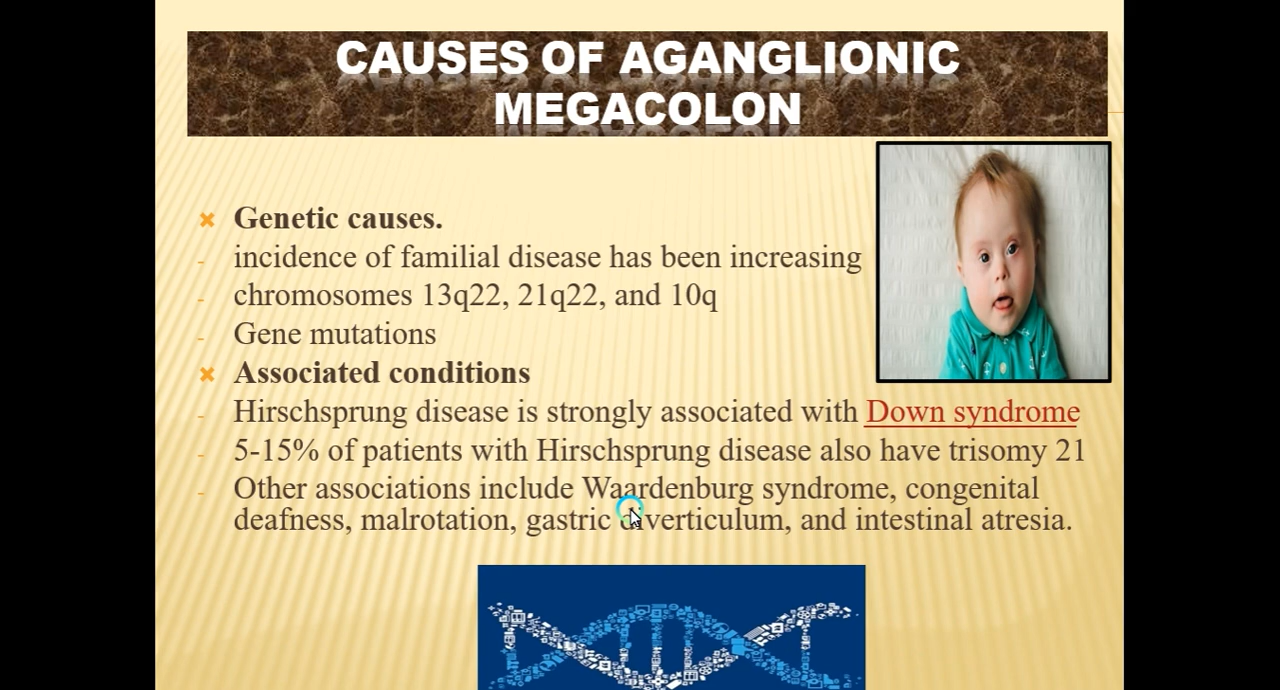 CAUSES OF AGANGLIONIC
MEGACOLON
Genetic causes.
- incidence of familial disease has been increasing
- chromosomes 13q22, 21q22, and 10q
- Gene mutations
Associated conditions
- Hirschsprung disease is strongly associated with Down syndrome
- 5-15% of patients with Hirschsprung disease also have trisomy 21
- Other associations include Waardenburg syndrome, congenital
deafness, malrotation, gastric diverticulum, and intestinal atresia.